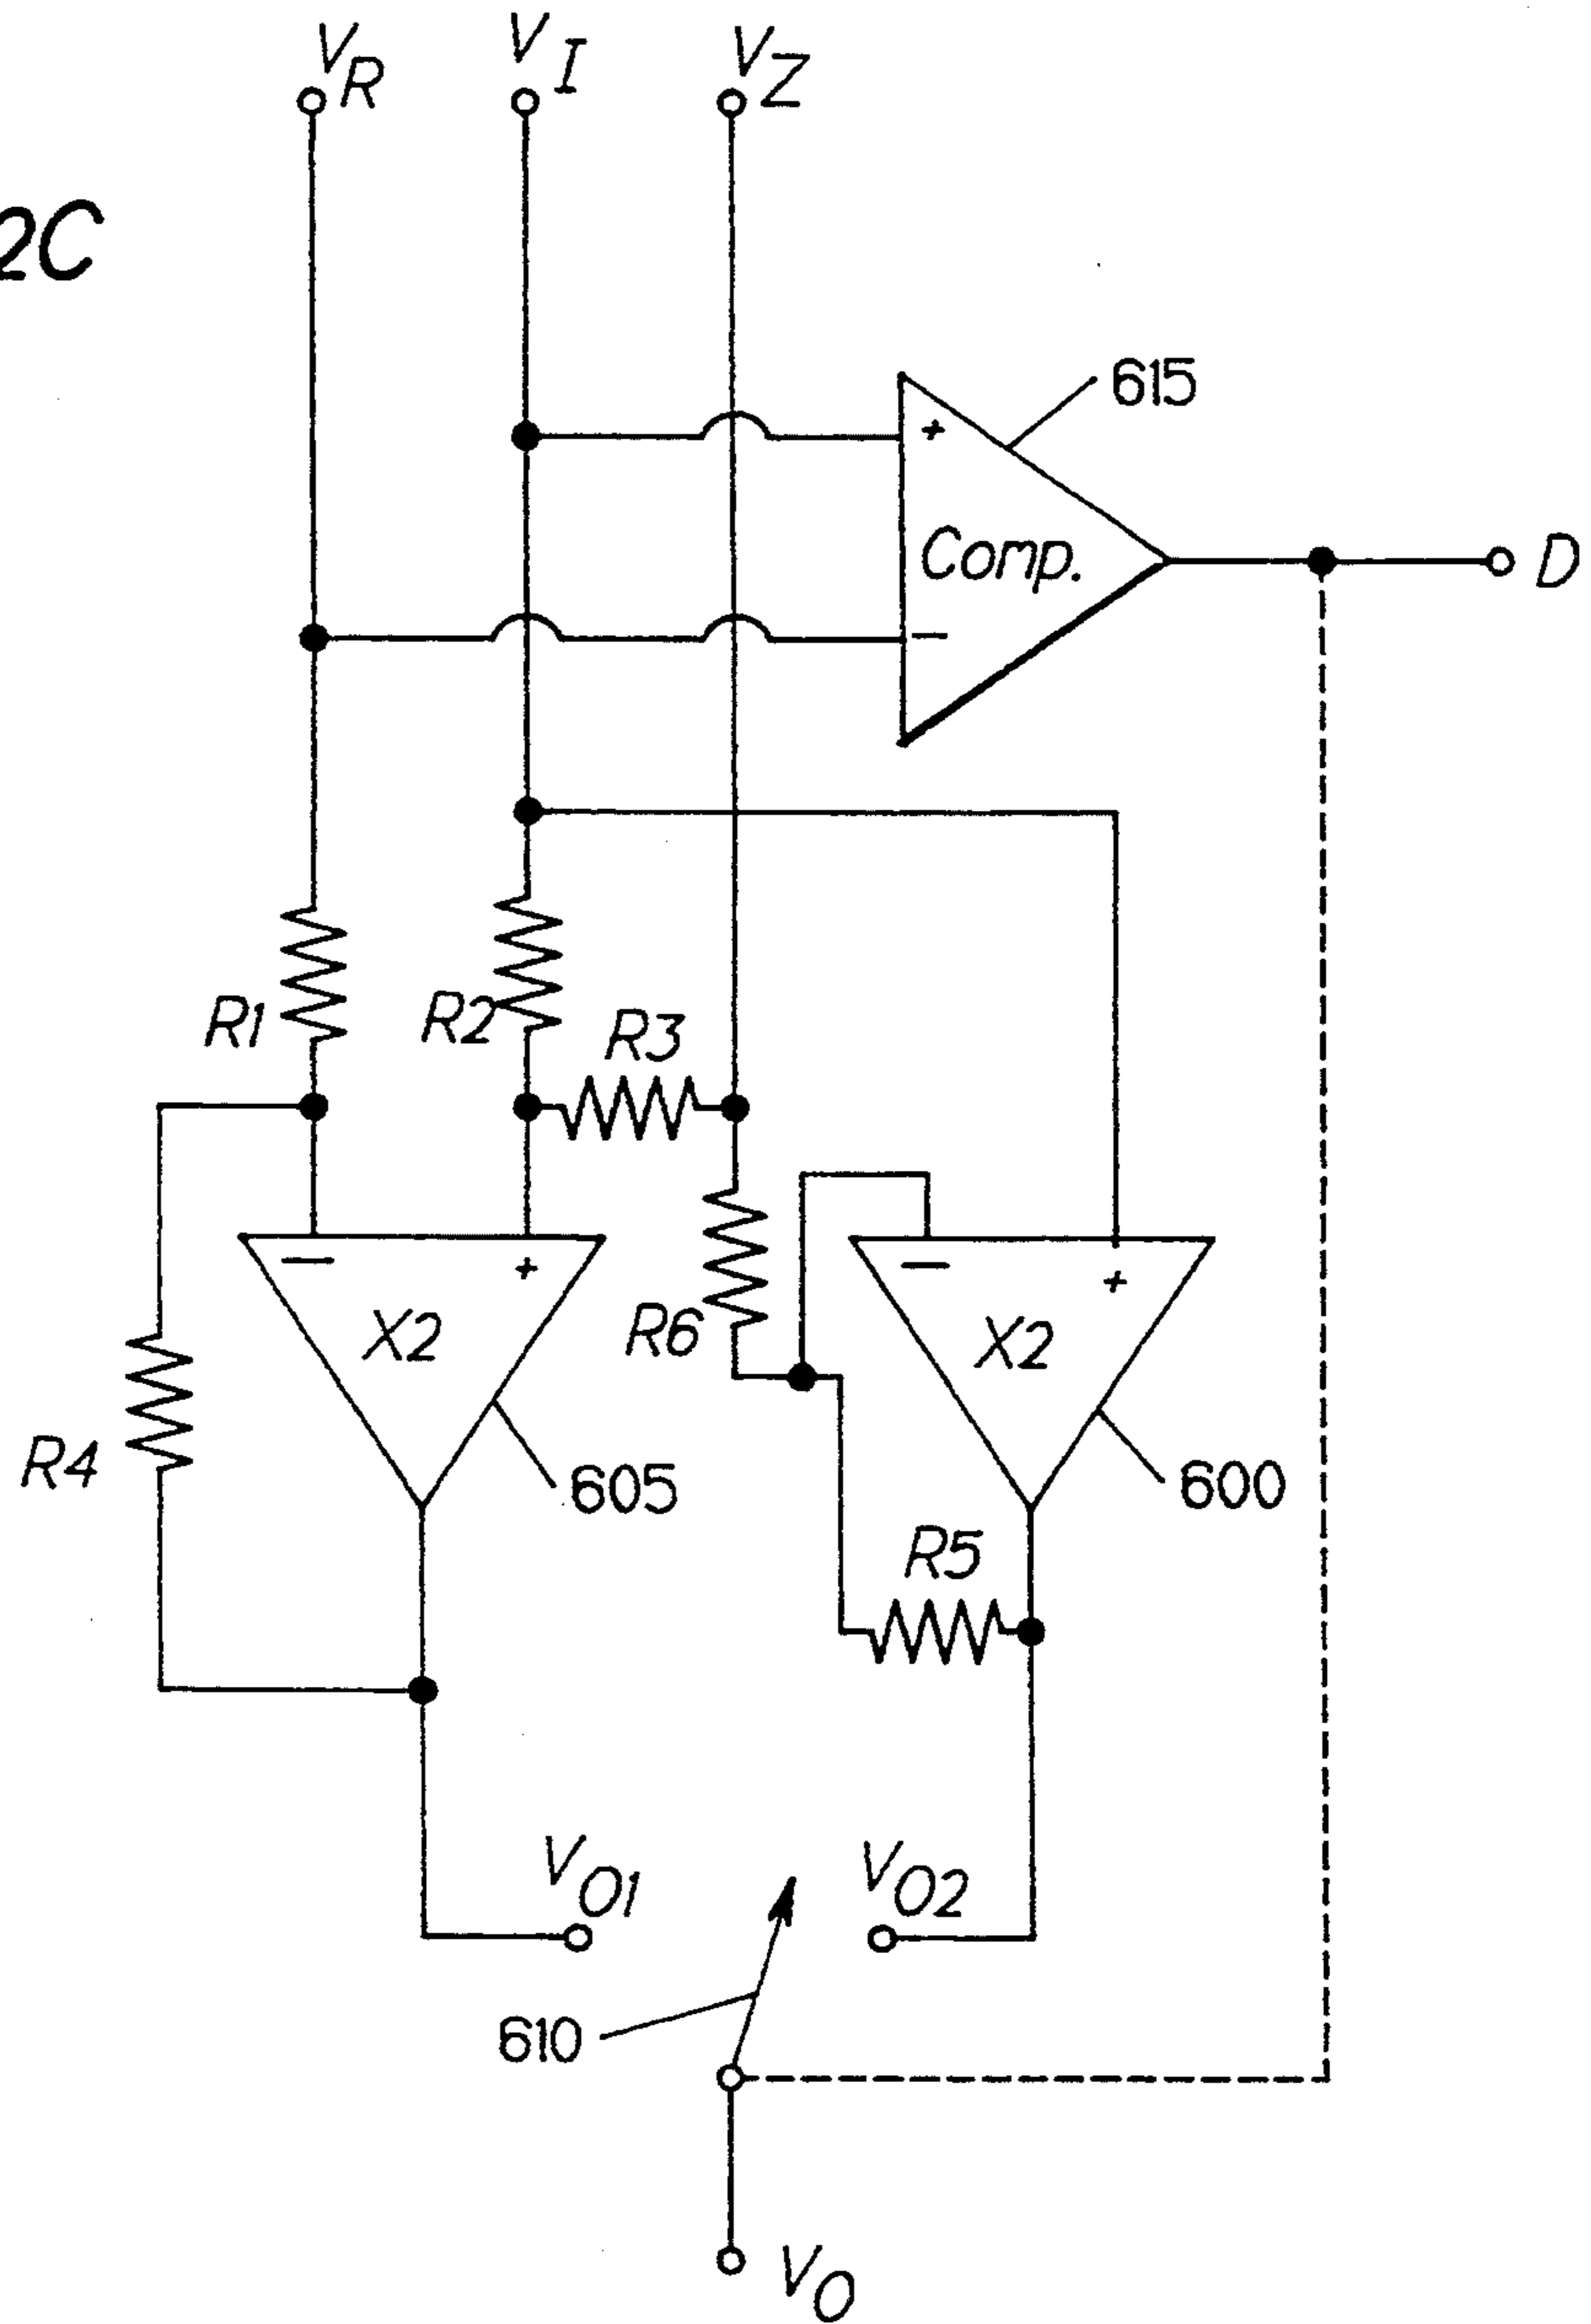 VR
VI
VZ
2C
615
+
Comp.
D
−
R1
R2
R3
−
+
X2
R6
−
+
X2
R4
605
600
R5
VO1
VO2
610
VO